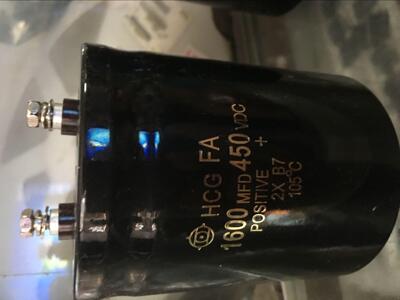 HCG FA
1600 MFD 450 VDC
POSITIVE +
2X B7
105°C